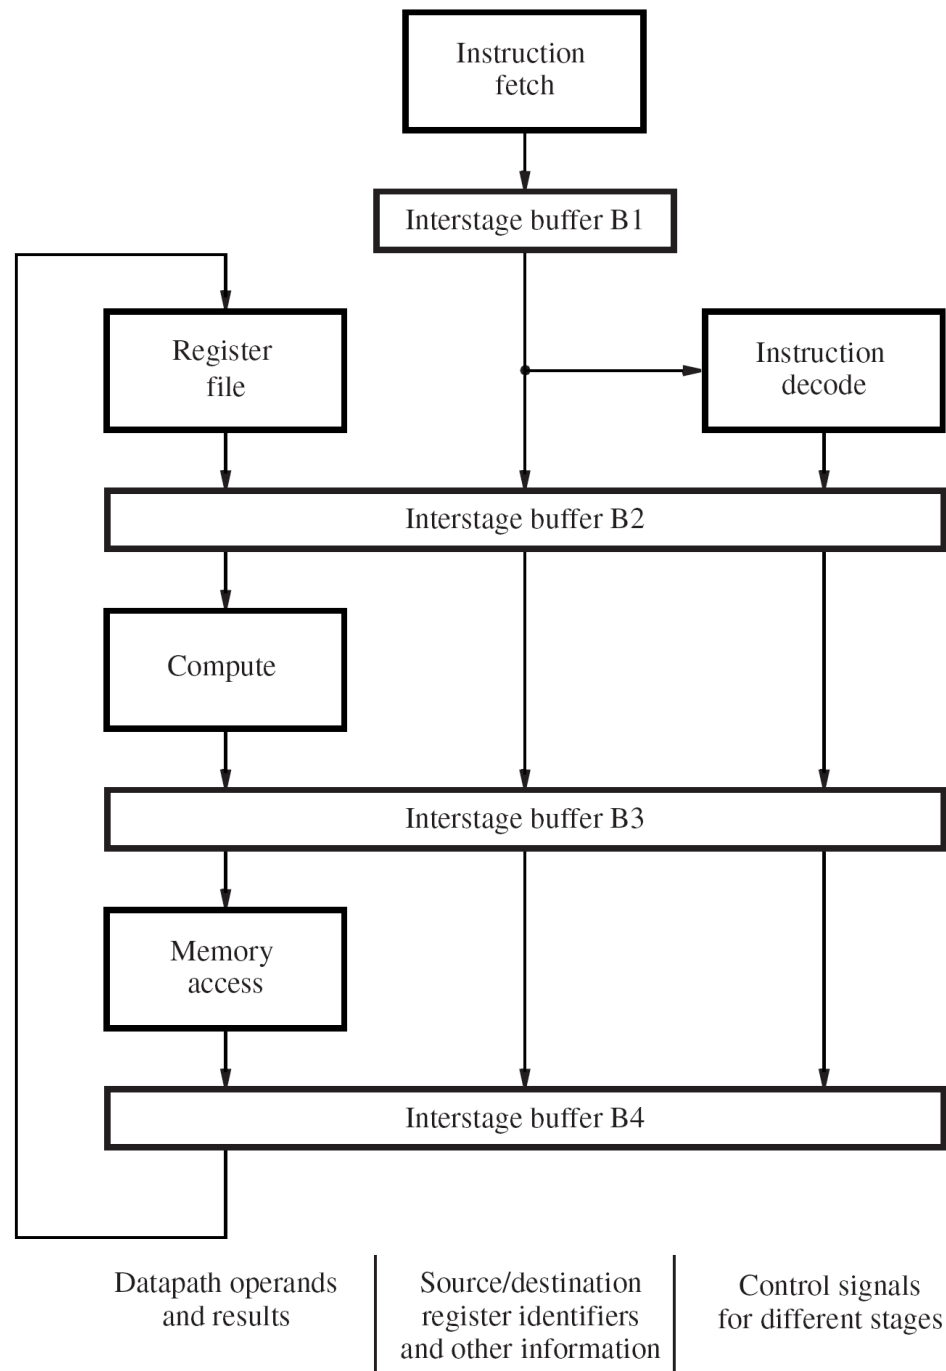 Instruction
fetch
Interstage buffer B1
Register
file
Instruction
decode
Interstage buffer B2
Compute
Interstage buffer B3
Memory
access
Interstage buffer B4
Datapath operands
and results
Source/destination
register identifiers
and other information
Control signals
for different stages